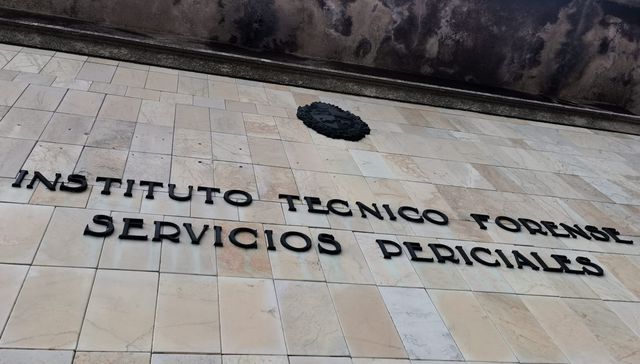 INSTITUTO TECNICO FORENSE
SERVICIOS PERICIALES